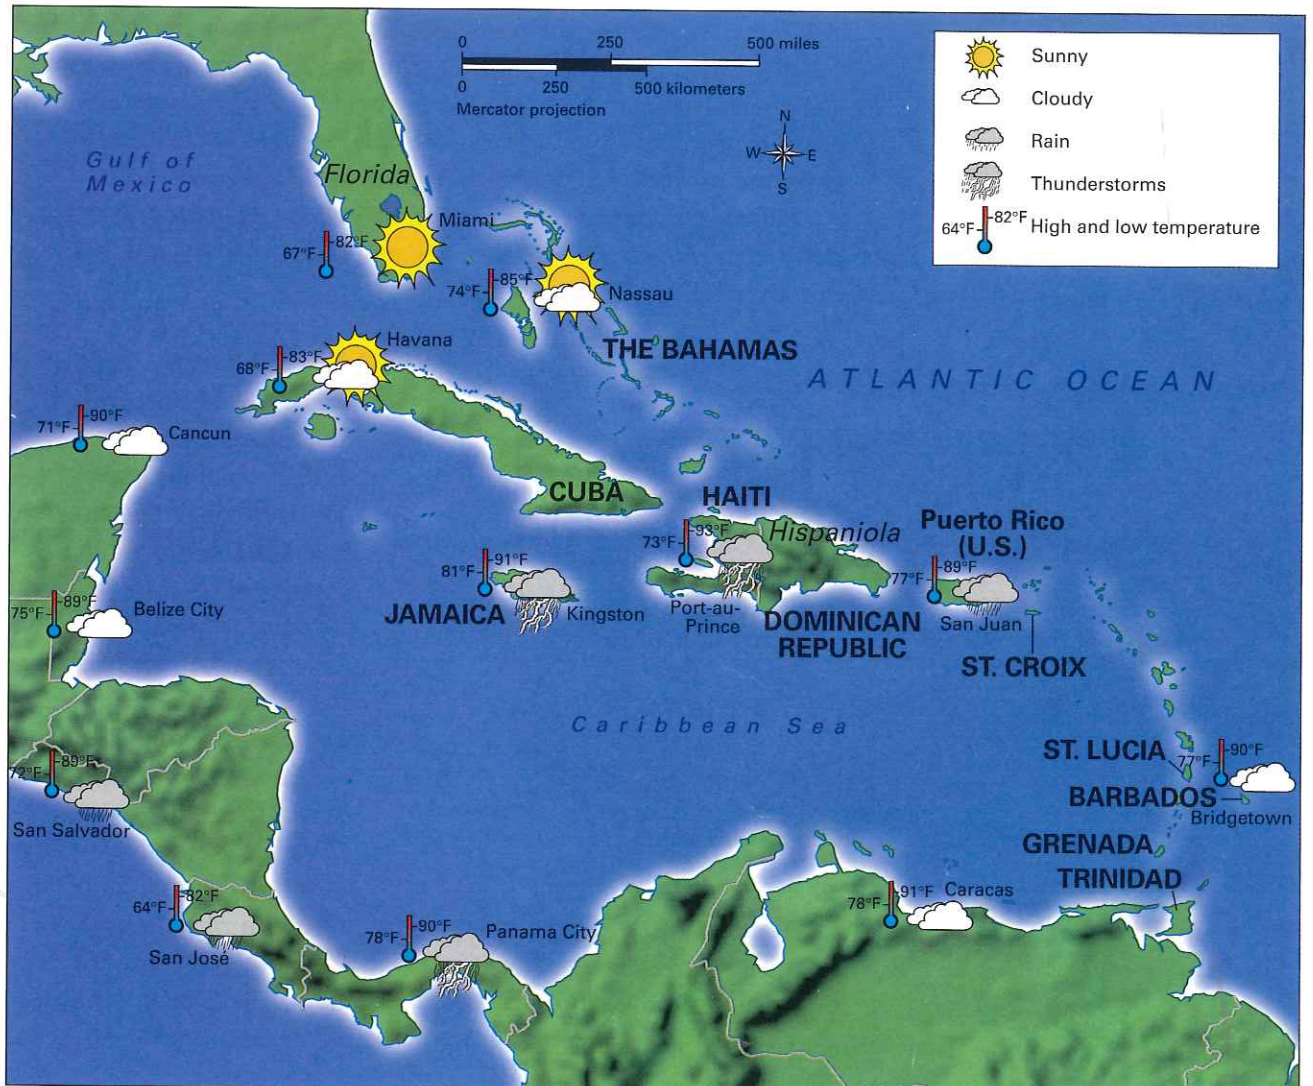 0 250 500 miles
0 250 500 kilometers
Mercator projection
N
W E
S
Sunny
Cloudy
Rain
Thunderstorms
64°F 82°F High and low temperature
Gulf of
Mexico
Florida
Miami
67°F 82°F
74°F 85°F
Nassau
THE BAHAMAS
ATLANTIC OCEAN
Havana
68°F 83°F
71°F 90°F
Cancun
CUBA
HAITI
Hispaniola
73°F 93°F
Port-au-
Prince
DOMINICAN
REPUBLIC
Puerto Rico
(U.S.)
77°F 89°F
San Juan
ST. CROIX
81°F 91°F
JAMAICA
Kingston
75°F 89°F
Belize City
Caribbean Sea
72°F 89°F
San Salvador
ST. LUCIA
77°F 90°F
BARBADOS
Bridgetown
GRENADA
TRINIDAD
64°F 82°F
San José
78°F 90°F
Panama City
78°F 91°F
Caracas